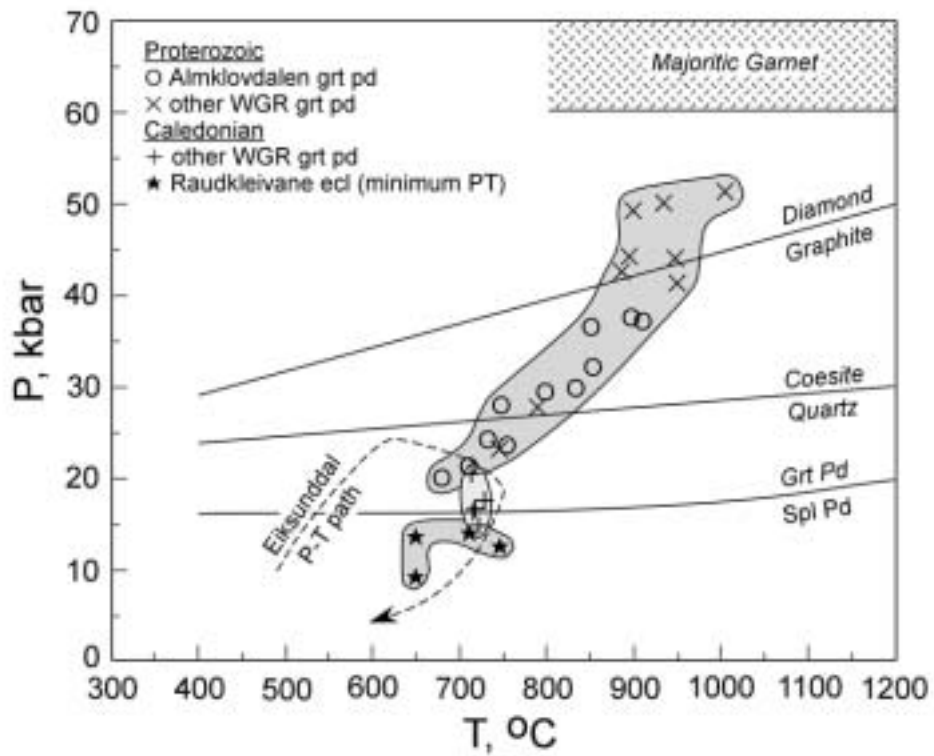 70
60
50
40
30
20
10
0
P, kbar
Proterozoic
Almklovdalen grt pd
other WGR grt pd
Caledonian
other WGR grt pd
Raudkleivane ecl (minimum PT)
Majoritic Garnet
Diamond
Graphite
Coesite
Quartz
Grt Pd
Spl Pd
Eiksunddal
P-T path
300 400 500 600 700 800 900 1000 1100 1200
T, ºC